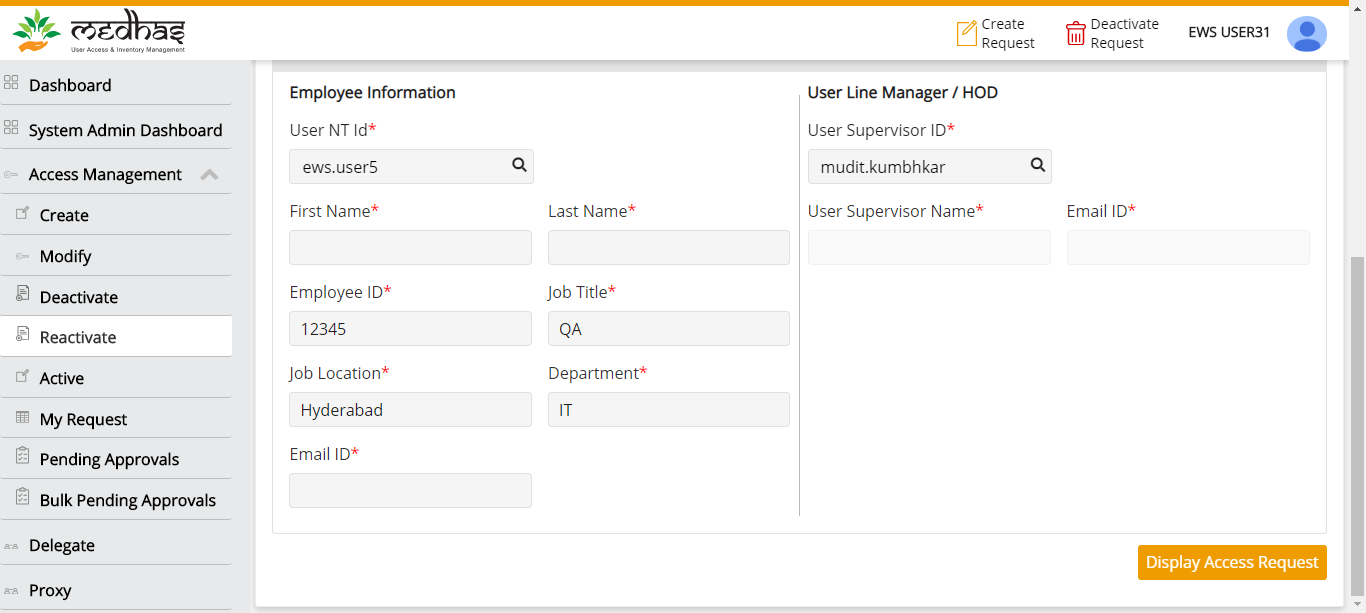 medhas
User Access & Inventory Management
Create
Request
Deactivate
Request
EWS USER31
Dashboard
System Admin Dashboard
Access Management
Create
Modify
Deactivate
Reactivate
Active
My Request
Pending Approvals
Bulk Pending Approvals
Delegate
Proxy
Employee Information
User NT Id*
ews.user5
First Name*
Last Name*
Employee ID*
Job Title*
12345
QA
Job Location*
Department*
Hyderabad
IT
Email ID*
User Line Manager / HOD
User Supervisor ID*
mudit.kumbhkar
User Supervisor Name*
Email ID*
Display Access Request